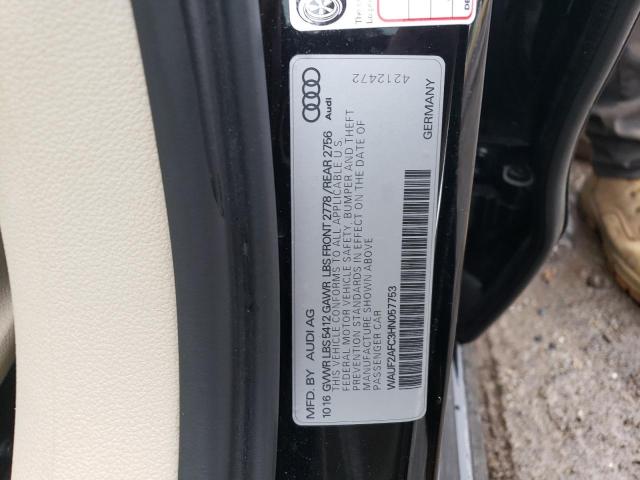 Audi
4212472
GERMANY
MFD. BY AUDI AG
1016 GVWR LBS 5412 GAWR LBS FRONT 2778 / REAR 2756
THIS VEHICLE CONFORMS TO ALL APPLICABLE U.S.
FEDERAL MOTOR VEHICLE SAFETY, BUMPER AND THEFT
PREVENTION STANDARDS IN EFFECT ON THE DATE OF
MANUFACTURE SHOWN ABOVE
PASSENGER CAR
WAUF2AFC3HN057753